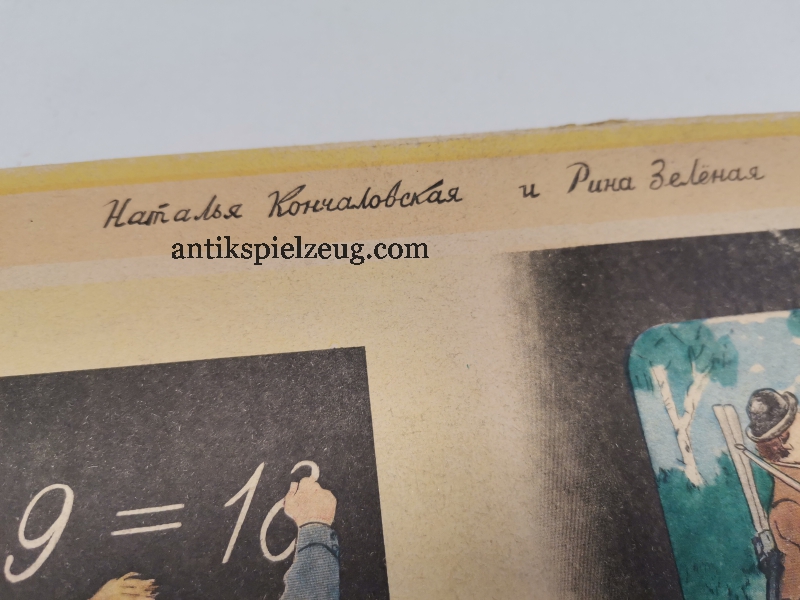 Наталья Кончаловская и Рина Зелёная
antikspielzeug.com
9 = 1